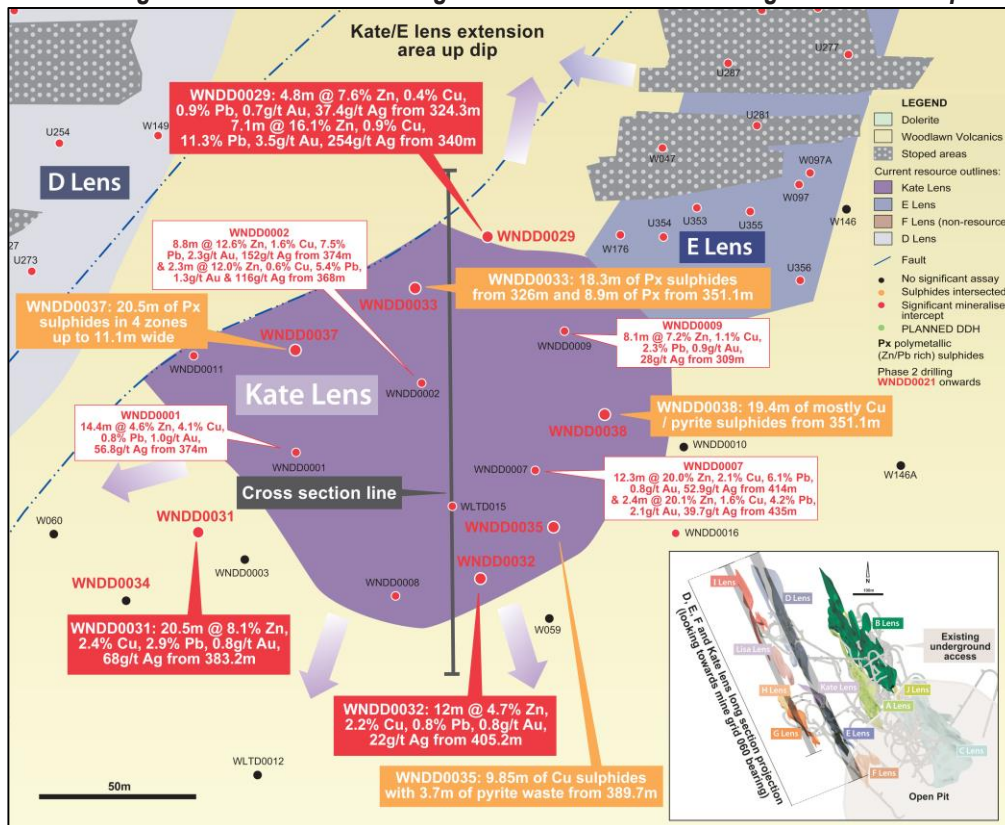 Kate/E lens extension
area up dip
WNDD0029: 4.8m @ 7.6% Zn, 0.4% Cu,
0.9% Pb, 0.7g/t Au, 37.4g/t Ag from 324.3m
7.1m @ 16.1% Zn, 0.9% Cu,
11.3% Pb, 3.5g/t Au, 254g/t Ag from 340m
U277
U287
U254
W149
U281
W047
W097A
W097
W146
D Lens
U273
27
WNDD0029
W176
U354
U353
U355
E Lens
U356
LEGEND
Dolerite
Woodlawn Volcanics
Stoped areas
Current resource outlines:
Kate Lens
E Lens
F Lens (non-resource
D Lens
Fault
No significant assay
Sulphides intersected
Significant mineralise
intercept
PLANNED DDH
Px polymetallic
(Zn/Pb rich) sulphides
Phase 2 drilling
WNDD0021 onwards
WNDD0002
8.8m @ 12.6% Zn, 1.6% Cu, 7.5%
Pb, 2.3g/t Au, 152g/t Ag from 374m
& 2.3m @ 12.0% Zn, 0.6% Cu, 5.4% Pb,
1.3g/t Au & 116g/t Ag from 368m
WNDD0033
WNDD0033: 18.3m of Px sulphides
from 326m and 8.9m of Px from 351.1m
WNDD0037: 20.5m of Px
sulphides in 4 zones
up to 11.1m wide
WNDD0037
WNDD0011
WNDD0009
WNDD0009
8.1m @ 7.2% Zn, 1.1% Cu,
2.3% Pb, 0.9g/t Au,
28g/t Ag from 309m
Kate Lens
WNDD0002
WNDD0038
WNDD0038: 19.4m of mostly Cu
/ pyrite sulphides from 351.1m
WNDD0001
14.4m @ 4.6% Zn, 4.1% Cu,
0.8% Pb, 1.0g/t Au,
56.8g/t Ag from 374m
WNDD0001
WNDD0010
W146A
WNDD0007
WNDD0007
12.3m @ 20.0% Zn, 2.1% Cu, 6.1% Pb,
0.8g/t Au, 52.9g/t Ag from 414m
& 2.4m @ 20.1% Zn, 1.6% Cu, 4.2% Pb,
2.1g/t Au, 39.7g/t Ag from 435m
Cross section line
WLTD015
W060
WNDD0031
WNDD0035
WNDD0016
WNDD0003
WNDD0034
WNDD0032
WNDD0008
W059
WNDD0031: 20.5m @ 8.1% Zn,
2.4% Cu, 2.9% Pb, 0.8g/t Au,
68g/t Ag from 383.2m
WNDD0032: 12m @ 4.7% Zn,
2.2% Cu, 0.8% Pb, 0.8g/t Au,
22g/t Ag from 405.2m
WLTD0012
WNDD0035: 9.85m of Cu sulphides
with 3.7m of pyrite waste from 389.7m
50m
D, E, F and Kate lens long section projection
(looking towards mine grid 060 bearing)
I Lens
D Lens
N
100m
B Lens
Existing
underground
access
Lisa Lens
Kate Lens
H Lens
J Lens
A Lens
G Lens
E Lens
C Lens
F Lens
Open Pit